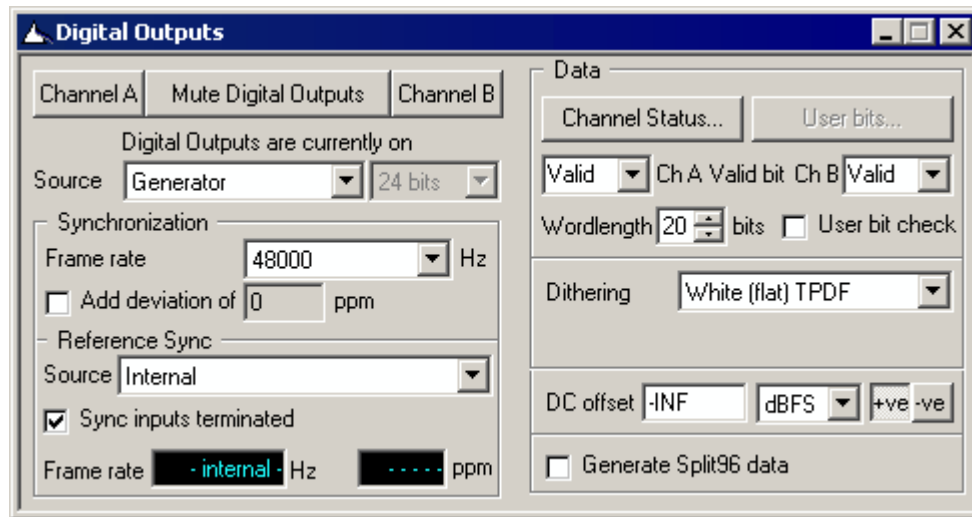 Digital Outputs
Channel A
Mute Digital Outputs
Channel B
Digital Outputs are currently on
Source Generator 24 bits
Synchronization
Frame rate 48000 Hz
Add deviation of 0 ppm
Reference Sync
Source Internal
Sync inputs terminated
Frame rate - internal - Hz ----- ppm
Data
Channel Status... User bits...
Valid Ch A Valid bit Ch B Valid
Wordlength 20 bits User bit check
Dithering White (flat) TPDF
DC offset -INF dBFS +ve -ve
Generate Split96 data